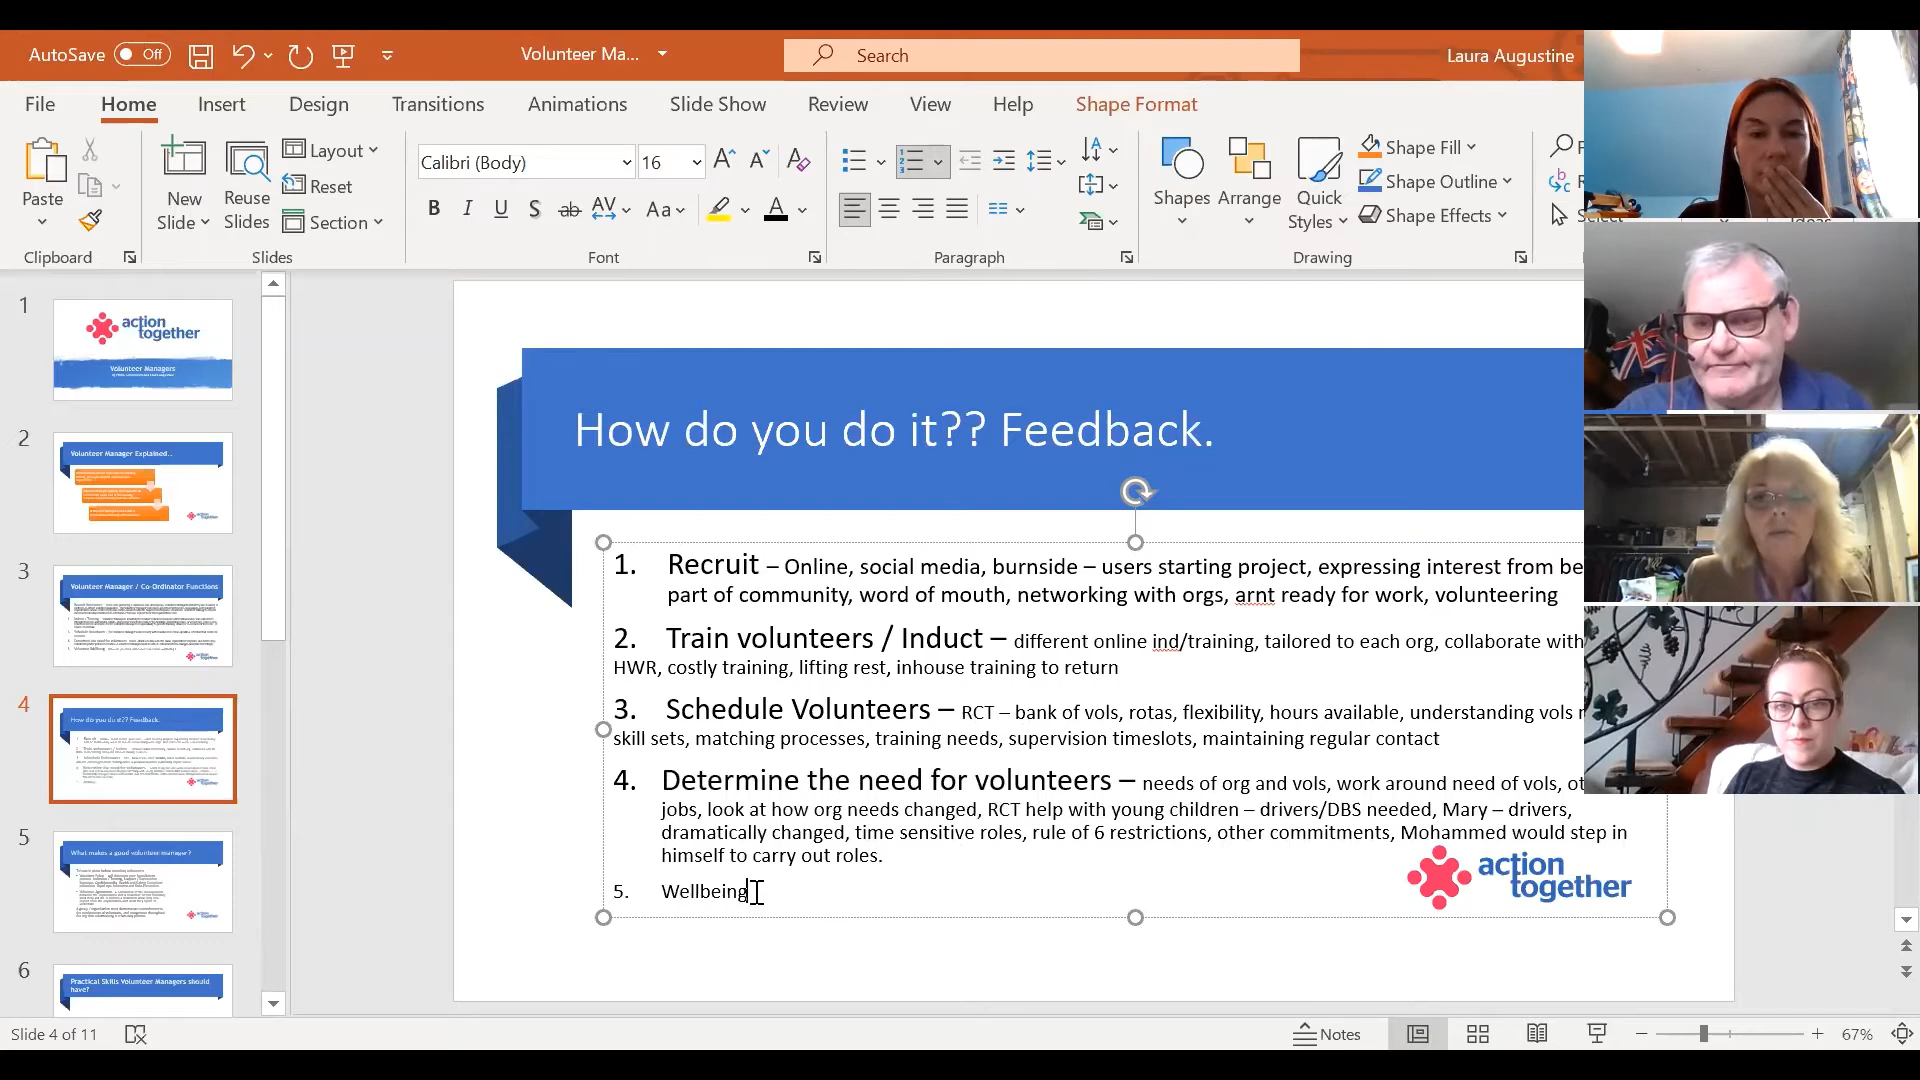 AutoSave Off Volunteer Ma... Search Laura Augustine
File Home Insert Design Transitions Animations Slide Show Review View Help Shape Format
Paste
New Slide
Reuse Slides
Layout
Reset
Section
Calibri (Body) 16
Shapes
Arrange
Quick Styles
Shape Fill
Shape Outline
Shape Effects
Clipboard Slides Font Paragraph Drawing
1
action together
Volunteer Managers
2
Volunteer Manager Explained..
3
Volunteer Manager / Co-Ordinator Functions
4
How do you do it?? Feedback.
5
What makes a good volunteer manager?
6
Practical Skills Volunteer Managers should have?
How do you do it?? Feedback.
1. Recruit – Online, social media, burnside – users starting project, expressing interest from be
part of community, word of mouth, networking with orgs, arnt ready for work, volunteering
2. Train volunteers / Induct – different online ind/training, tailored to each org, collaborate with
HWR, costly training, lifting rest, inhouse training to return
3. Schedule Volunteers – RCT – bank of vols, rotas, flexibility, hours available, understanding vols
skill sets, matching processes, training needs, supervision timeslots, maintaining regular contact
4. Determine the need for volunteers – needs of org and vols, work around need of vols, ot
jobs, look at how org needs changed, RCT help with young children – drivers/DBS needed, Mary – drivers,
dramatically changed, time sensitive roles, rule of 6 restrictions, other commitments, Mohammed would step in
himself to carry out roles.
5. Wellbeing
action
together
Slide 4 of 11 Notes 67%